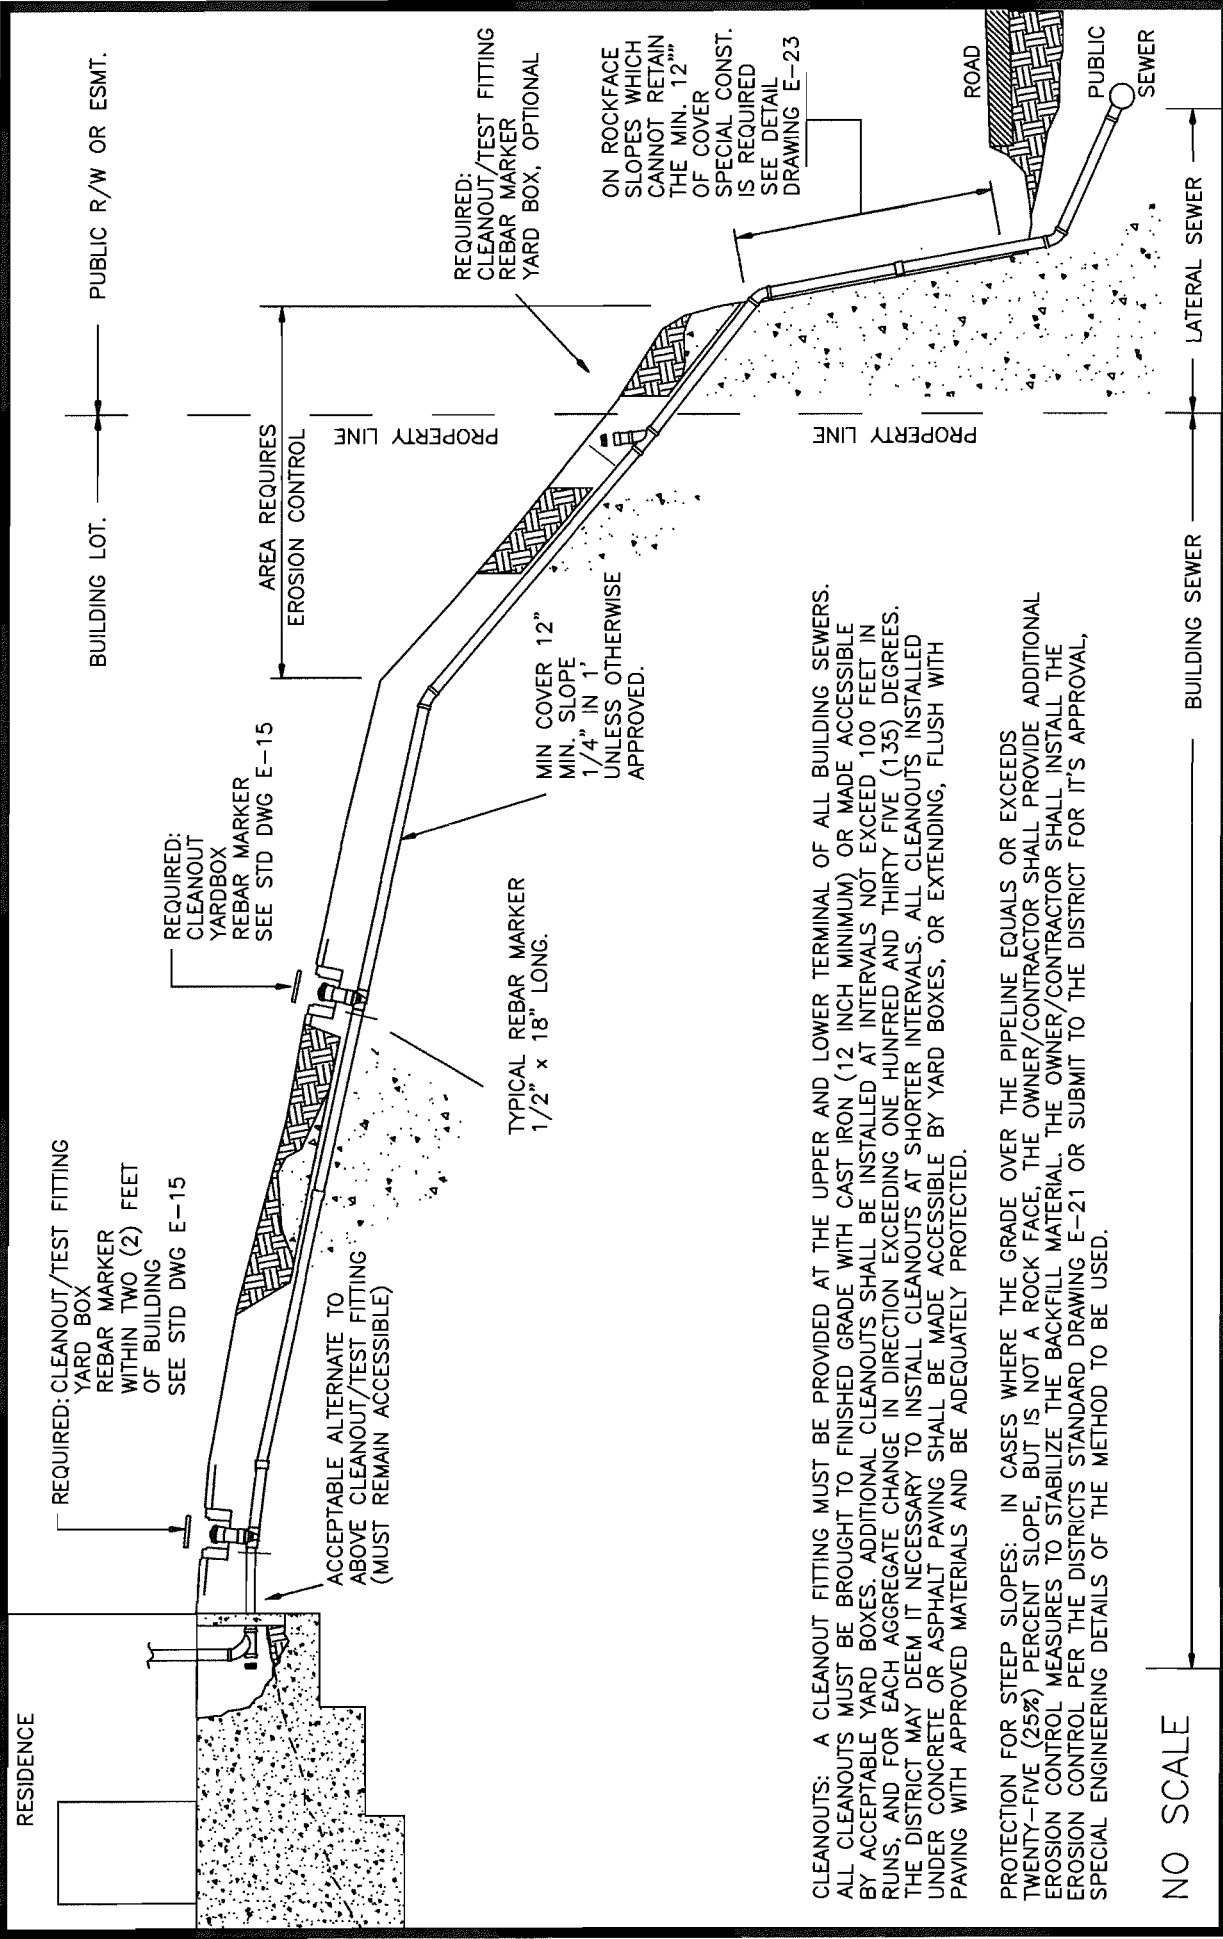 RESIDENCE
REQUIRED: CLEANOUT/TEST FITTING
YARD BOX
REBAR MARKER
WITHIN TWO (2) FEET
OF BUILDING
SEE STD DWG E-15
REQUIRED:
CLEANOUT
YARDBOX
REBAR MARKER
SEE STD DWG E-15
BUILDING LOT.
PUBLIC R/W OR ESMT.
AREA REQUIRES
EROSION CONTROL
PROPERTY LINE
PROPERTY LINE
REQUIRED:
CLEANOUT/TEST FITTING
REBAR MARKER
YARD BOX, OPTIONAL
ON ROCKFACE
SLOPES WHICH
CANNOT RETAIN
THE MIN. 12""
OF COVER
SPECIAL CONST.
IS REQUIRED
SEE DETAIL
DRAWING E-23
ROAD
PUBLIC
SEWER
ACCEPTABLE ALTERNATE TO
ABOVE CLEANOUT/TEST FITTING
(MUST REMAIN ACCESSIBLE)
TYPICAL REBAR MARKER
1/2" x 18" LONG.
MIN COVER 12"
MIN. SLOPE
1/4" IN 1'
UNLESS OTHERWISE
APPROVED.
CLEANOUTS: A CLEANOUT FITTING MUST BE PROVIDED AT THE UPPER AND LOWER TERMINAL OF ALL BUILDING SEWERS.
ALL CLEANOUTS MUST BE BROUGHT TO FINISHED GRADE WITH CAST IRON (12 INCH MINIMUM) OR MADE ACCESSIBLE
BY ACCEPTABLE YARD BOXES. ADDITIONAL CLEANOUTS SHALL BE INSTALLED AT INTERVALS NOT EXCEED 100 FEET IN
RUNS, AND FOR EACH AGGREGATE CHANGE IN DIRECTION EXCEEDING ONE HUNFRED AND THIRTY FIVE (135) DEGREES.
THE DISTRICT MAY DEEM IT NECESSARY TO INSTALL CLEANOUTS AT SHORTER INTERVALS. ALL CLEANOUTS INSTALLED
UNDER CONCRETE OR ASPHALT PAVING SHALL BE MADE ACCESSIBLE BY YARD BOXES, OR EXTENDING, FLUSH WITH
PAVING WITH APPROVED MATERIALS AND BE ADEQUATELY PROTECTED.
PROTECTION FOR STEEP SLOPES: IN CASES WHERE THE GRADE OVER THE PIPELINE EQUALS OR EXCEEDS
TWENTY-FIVE (25%) PERCENT SLOPE, BUT IS NOT A ROCK FACE, THE OWNER/CONTRACTOR SHALL PROVIDE ADDITIONAL
EROSION CONTROL MEASURES TO STABILIZE THE BACKFILL MATERIAL. THE OWNER/CONTRACTOR SHALL INSTALL THE
EROSION CONTROL PER THE DISTRICTS STANDARD DRAWING E-21 OR SUBMIT TO THE DISTRICT FOR IT'S APPROVAL,
SPECIAL ENGINEERING DETAILS OF THE METHOD TO BE USED.
NO SCALE
BUILDING SEWER
LATERAL SEWER